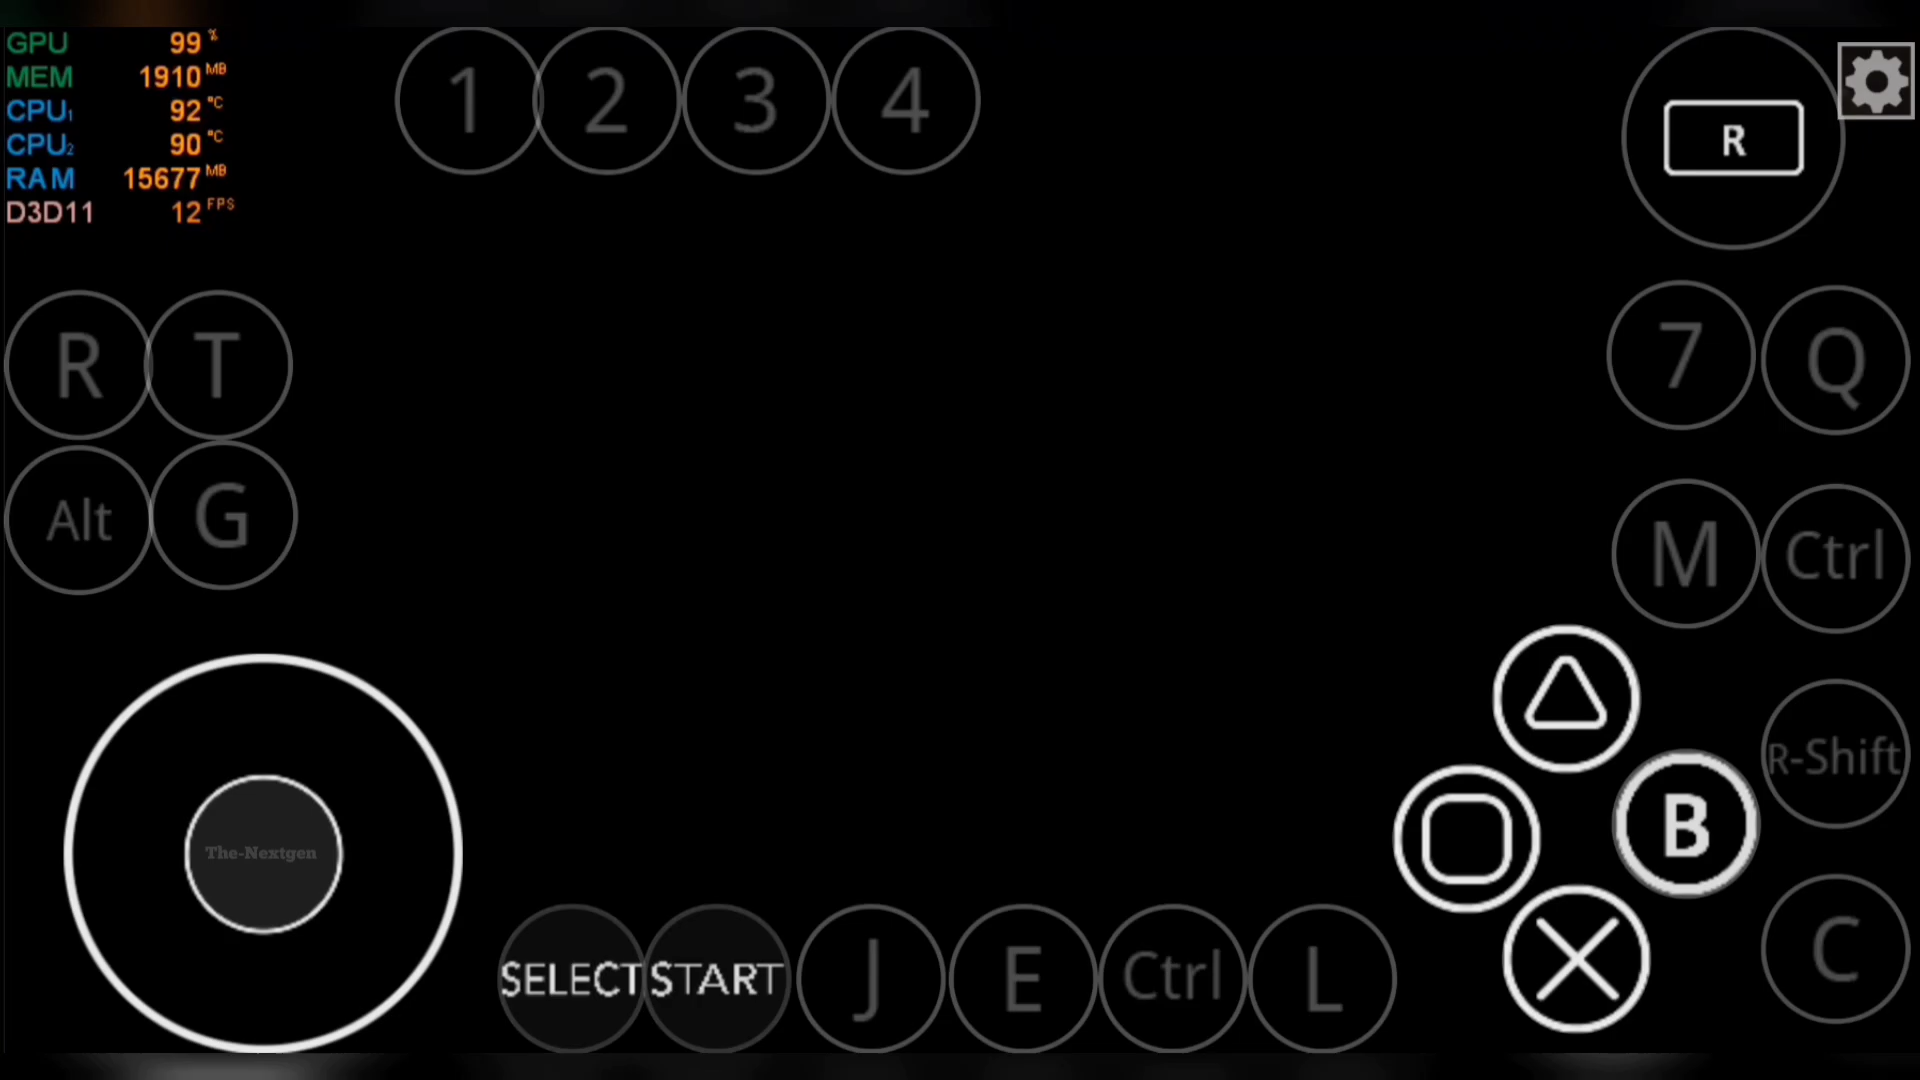 GPU 99 %
MEM 1910 MB
CPU1 92 °C
CPU2 90 °C
RAM 15677 MB
D3D11 12 FPS
1 2 3 4
R
R T
7 Q
Alt G
M Ctrl
R-Shift
B
The-Nextgen
SELECT START J E Ctrl L
C